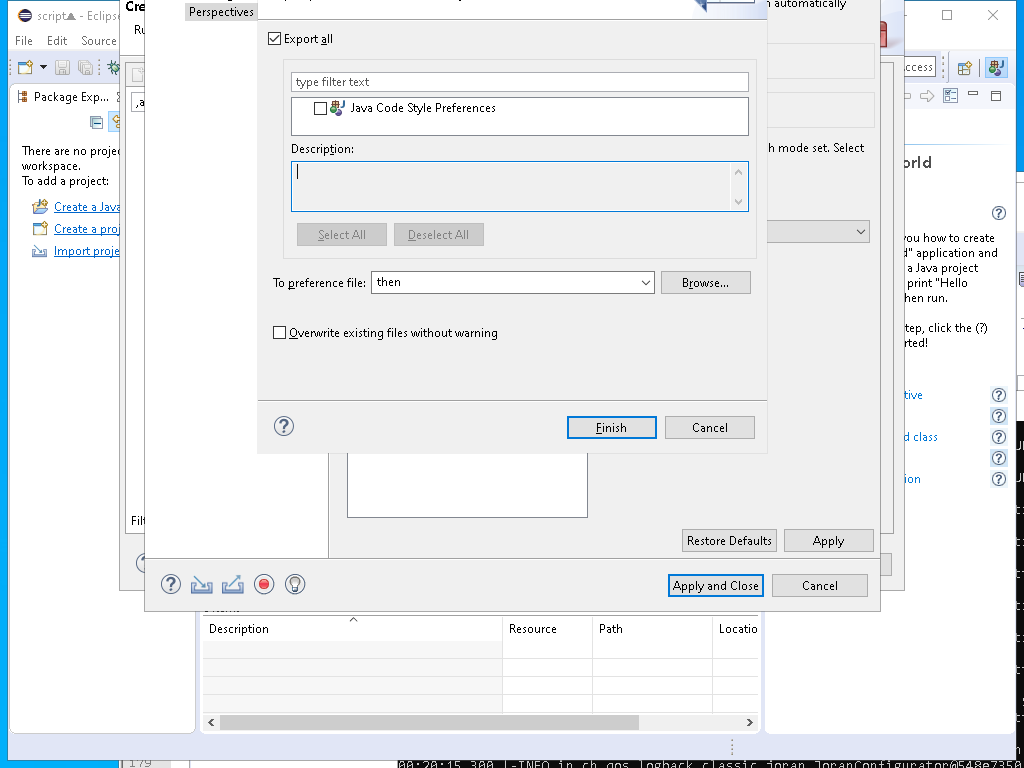 script
- Eclips
Cre
Perspectives
automatically
File
Edit
Source
Ru
Export all
type filter text
Java Code Style Preferences
Description:
Select All
Deselect All
To preference file:
then
Browse...
Overwrite existing files without warning
Finish
Cancel
Package Exp...
There are no projec
workspace.
To add a project:
Create a Java
Create a proj
Import proje
h mode set. Select
ccess
orld
you how to create
d" application and
a Java project
print "Hello
hen run.
tep, click the (?)
rted!
tive
d class
ion
Filt
Restore Defaults
Apply
Apply and Close
Cancel
Description
Resource
Path
Locatio
179
00:20:15,300 |-INFO in ch.qos.logback.classic.joran.JoranConfigurator@548e7350